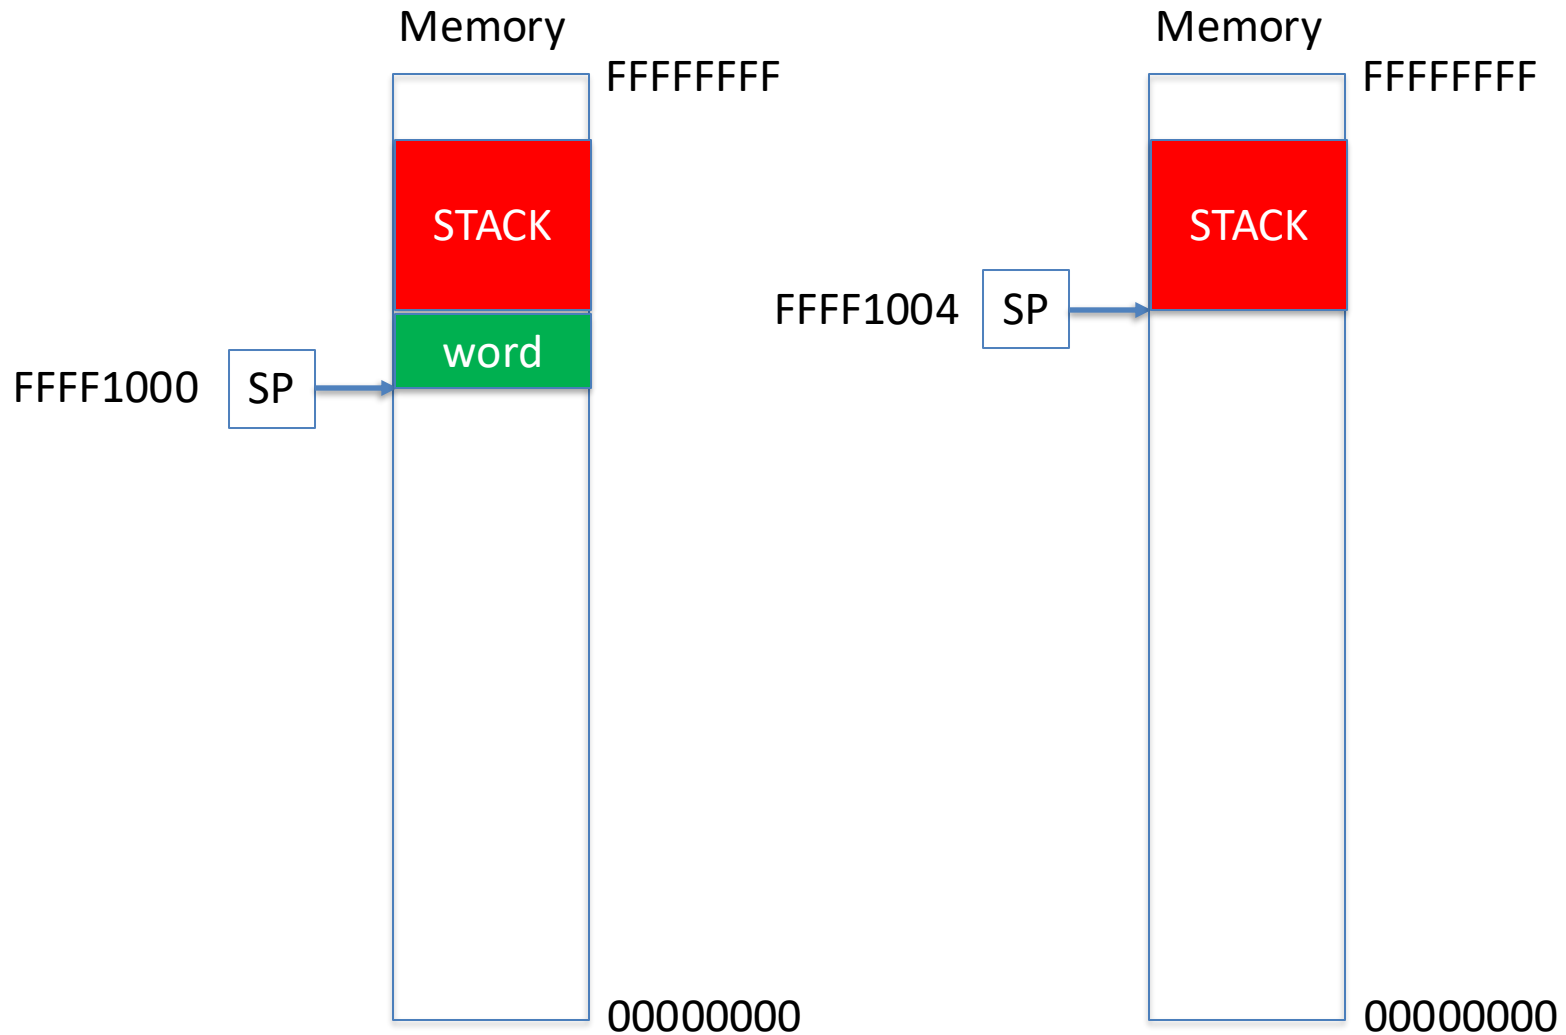 Memory
FFFFFFFF
STACK
word
FFFF1000
SP
00000000
Memory
FFFFFFFF
STACK
FFFF1004
SP
00000000